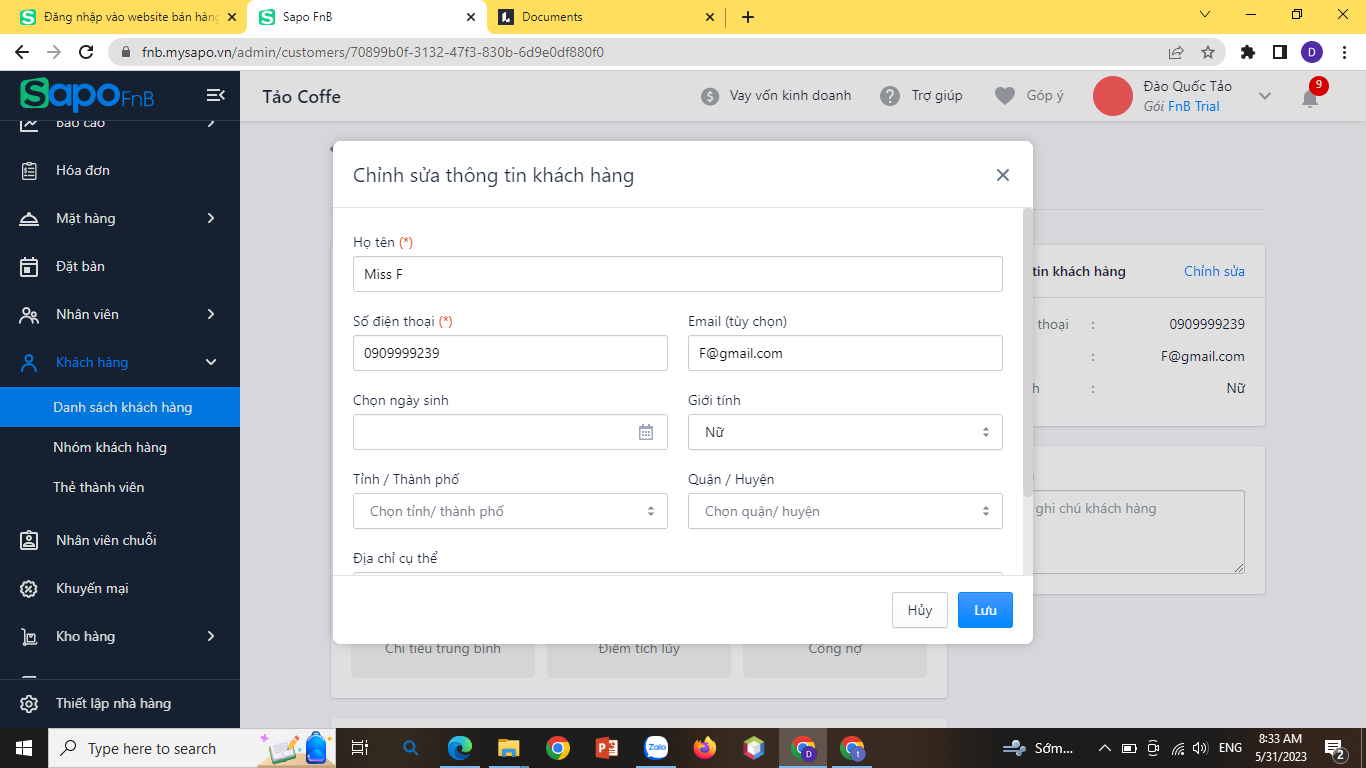 Đăng nhập vào website bán hàng
Sapo FnB
Documents
fnb.mysapo.vn/admin/customers/70899b0f-3132-47f3-830b-6d9e0df880f0
D
Sapo FnB
Tảo Coffe
Vay vốn kinh doanh
Trợ giúp
Góp ý
Đào Quốc Tảo
Gói FnB Trial
9
Báo cáo
Hóa đơn
Mặt hàng
Đặt bàn
Nhân viên
Khách hàng
Danh sách khách hàng
Nhóm khách hàng
Thẻ thành viên
Nhân viên chuỗi
Khuyến mại
Kho hàng
Thiết lập nhà hàng
Chỉnh sửa thông tin khách hàng
Họ tên (*)
Miss F
Số điện thoại (*)
Email (tùy chọn)
0909999239
F@gmail.com
Chọn ngày sinh
Giới tính
Nữ
Tỉnh / Thành phố
Quận / Huyện
Chọn tỉnh/ thành phố
Chọn quận/ huyện
Địa chỉ cụ thể
Hủy
Lưu
tin khách hàng
Chỉnh sửa
thoại : 0909999239
: F@gmail.com
h : Nữ
ghi chú khách hàng
Chi tiêu trung bình
Điểm tích lũy
Công nợ
Type here to search
Zalo
D
t
Sớm...
ENG
8:33 AM
5/31/2023
2